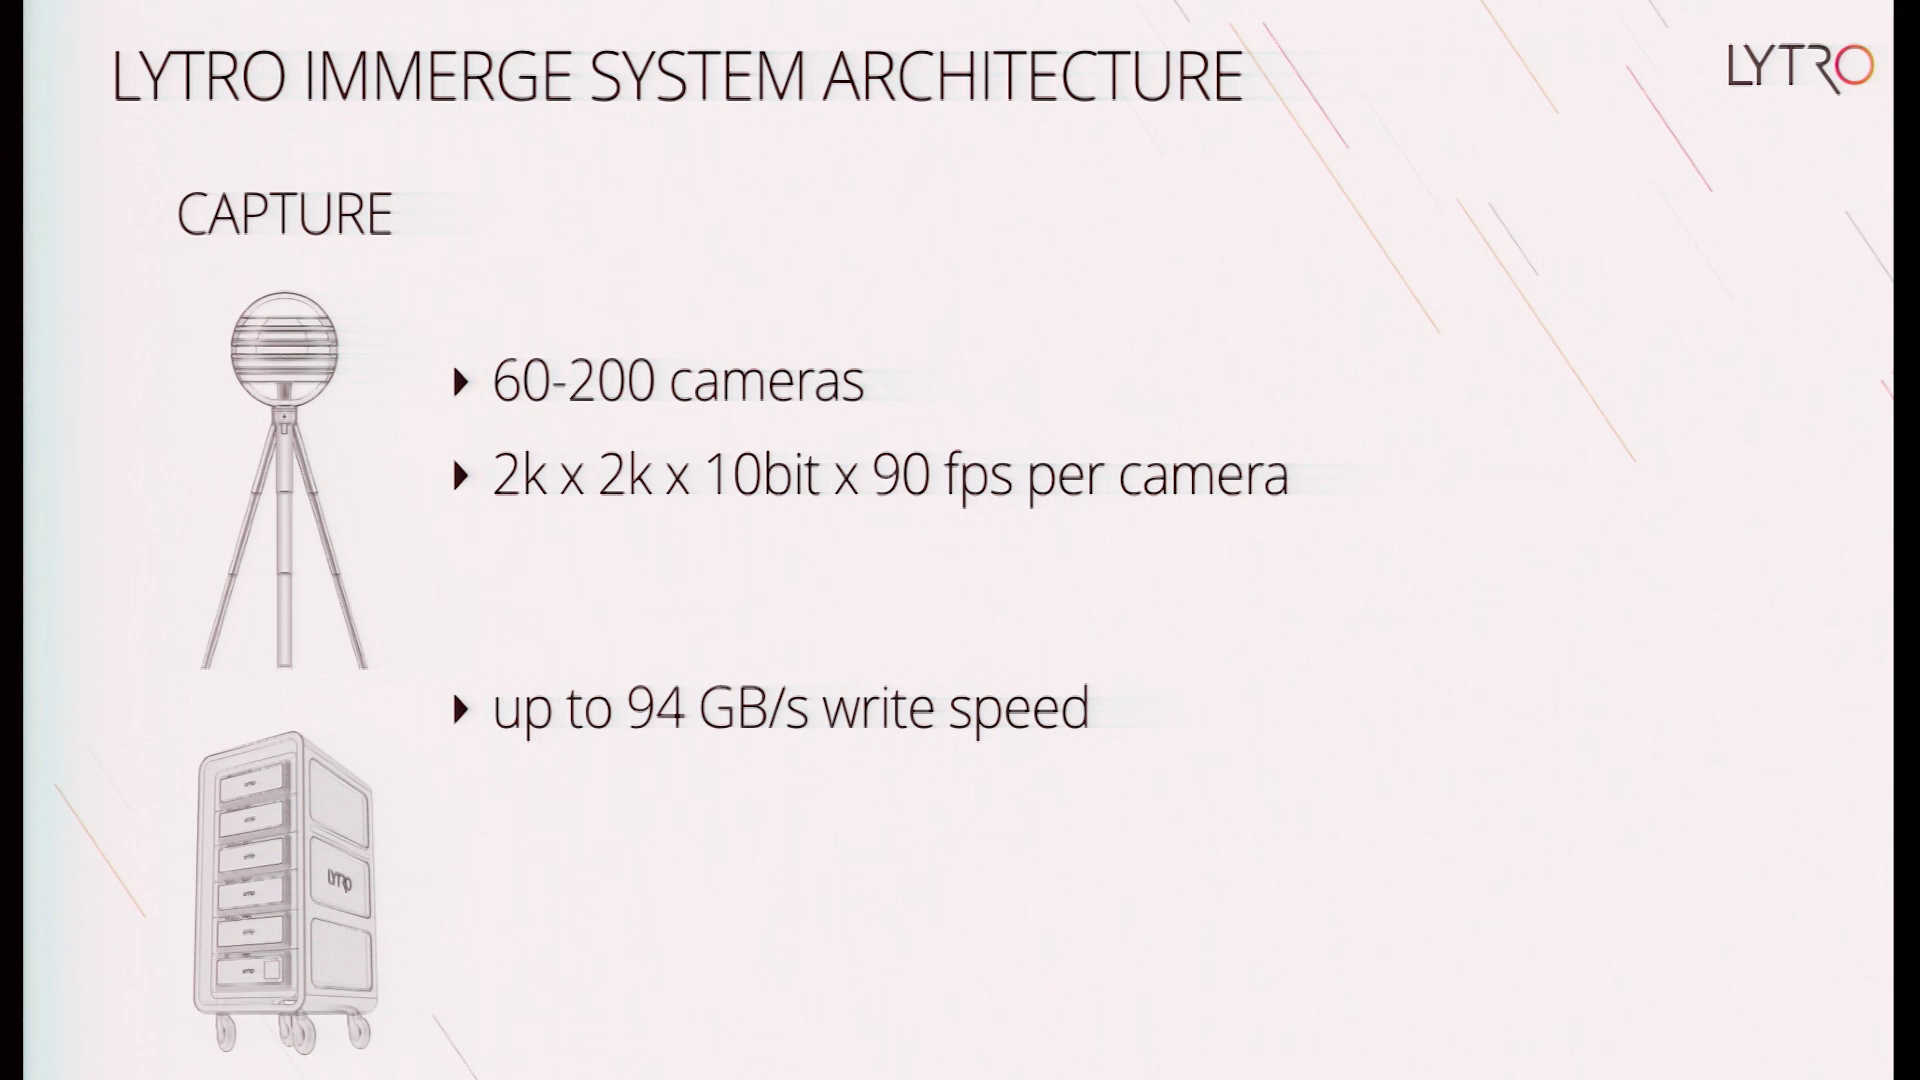 LYTRO IMMERGE SYSTEM ARCHITECTURE
LYTRO
CAPTURE
60-200 cameras
2k x 2k x 10bit x 90 fps per camera
up to 94 GB/s write speed
LYTRO